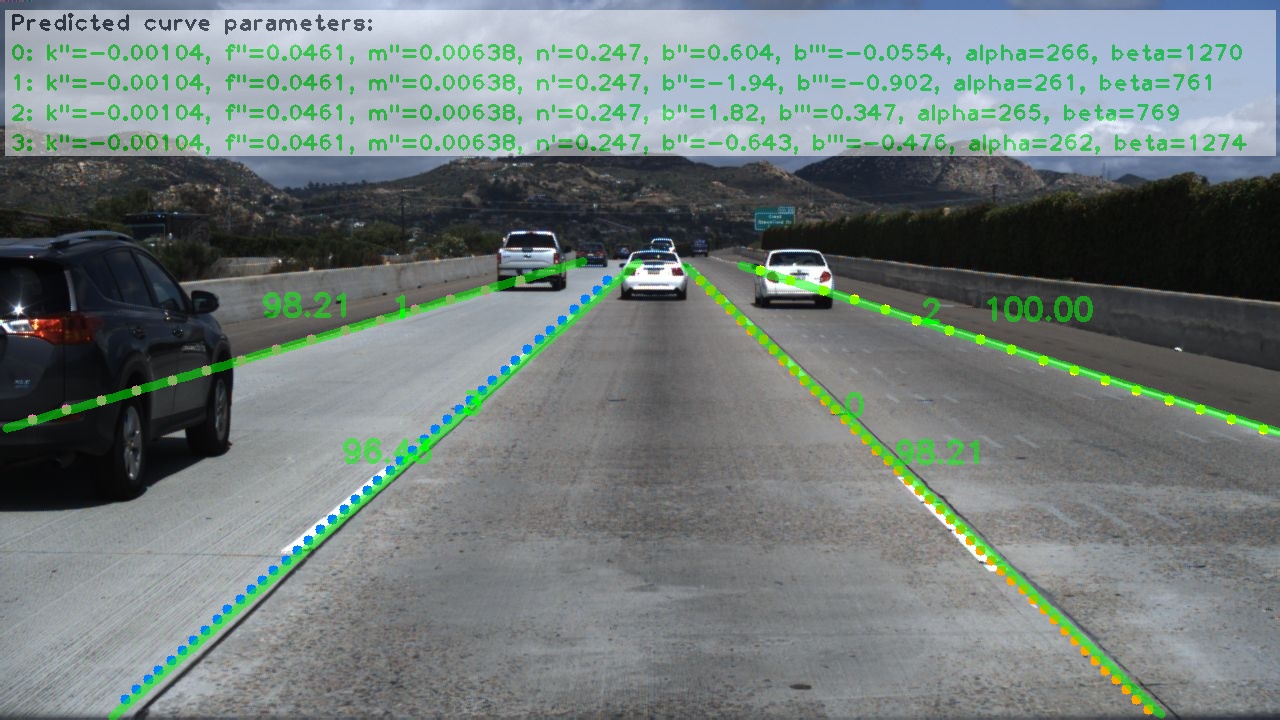 Predicted curve parameters:
0: k''=-0.00104, f''=0.0461, m''=0.00638, n'=0.247, b''=0.604, b'''=-0.0554, alpha=266, beta=1270
1: k''=-0.00104, f''=0.0461, m''=0.00638, n'=0.247, b''=-1.94, b'''=-0.902, alpha=261, beta=761
2: k''=-0.00104, f''=0.0461, m''=0.00638, n'=0.247, b''=1.82, b'''=0.347, alpha=265, beta=769
3: k''=-0.00104, f''=0.0461, m''=0.00638, n'=0.247, b''=-0.643, b'''=-0.476, alpha=262, beta=1274
98.21 1 2 100.00
3 0
96.43 98.21